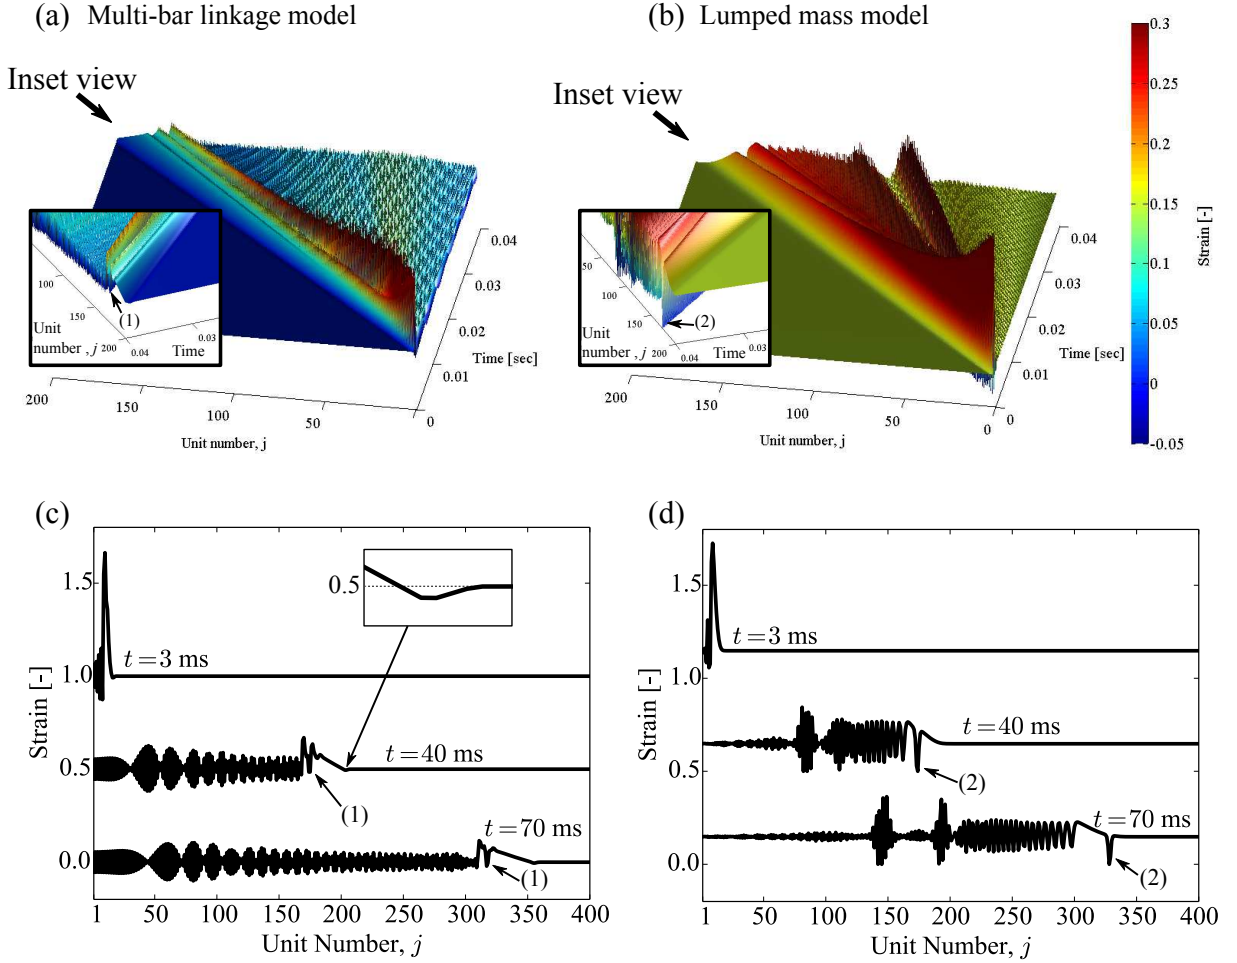 (a) Multi-bar linkage model
(b) Lumped mass model
Inset view
Inset view
0.3
0.25
0.2
0.15
0.1
0.05
0
-0.05
Strain [-]
100
150
200
Unit
number, j
(1)
0.03
0.04
Time
0.04
0.03
0.02
0.01
0
Time [sec]
200
150
100
50
Unit number, j
50
100
150
200
Unit
number, j
(2)
0.03
0.04
Time
0.04
0.03
0.02
0.01
0
Time [sec]
200
150
100
50
0
Unit number, j
(c)
1.5
1.0
0.5
0.0
Strain [-]
t = 3 ms
0.5
t = 40 ms
(1)
t = 70 ms
(1)
1 50 100 150 200 250 300 350 400
Unit Number, j
(d)
1.5
1.0
0.5
0.0
Strain [-]
t = 3 ms
t = 40 ms
(2)
t = 70 ms
(2)
1 50 100 150 200 250 300 350 400
Unit Number, j